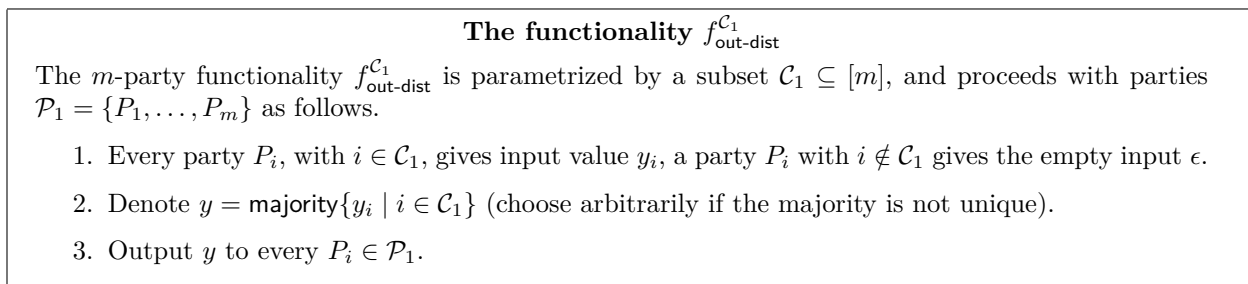 The functionality f^{C_1}_{out-dist}
The m-party functionality f^{C_1}_{out-dist} is parametrized by a subset C_1 ⊆ [m], and proceeds with parties
P_1 = {P_1, . . . , P_m} as follows.
1. Every party P_i, with i ∈ C_1, gives input value y_i, a party P_i with i ∉ C_1 gives the empty input ϵ.
2. Denote y = majority{y_i | i ∈ C_1} (choose arbitrarily if the majority is not unique).
3. Output y to every P_i ∈ P_1.